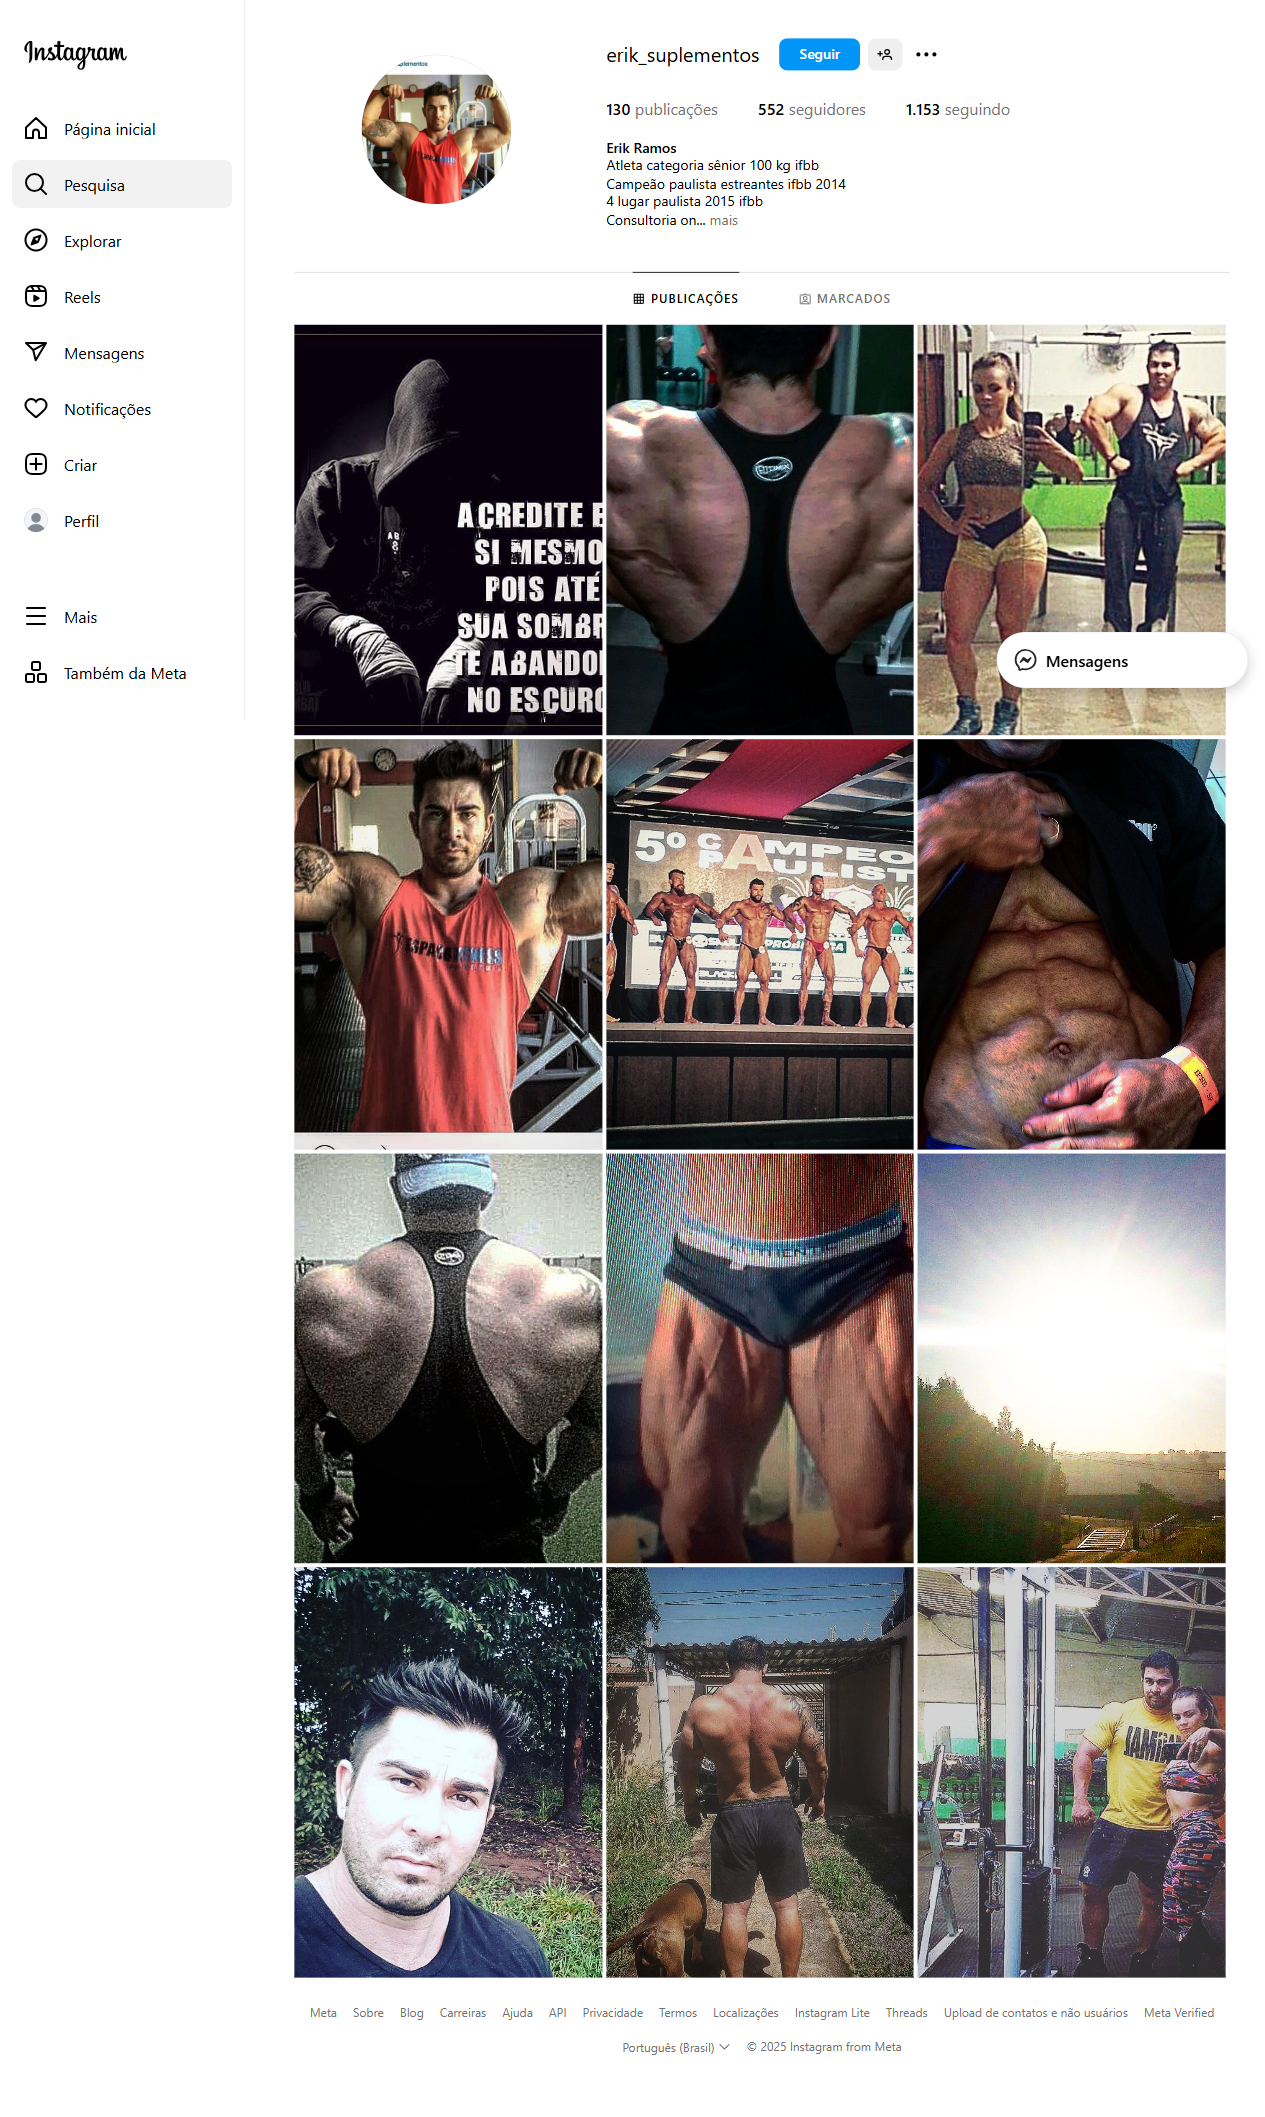 Instagram
Página inicial
Pesquisa
Explorar
Reels
Mensagens
Notificações
Criar
Perfil
Mais
Também da Meta
erik_suplementos
Seguir
130 publicações 552 seguidores 1.153 seguindo
Erik Ramos
Atleta categoria sênior 100 kg ifbb
Campeão paulista estreantes ifbb 2014
4 lugar paulista 2015 ifbb
Consultoria on... mais
PUBLICAÇÕES MARCADOS
ACREDITE E
SI MESMO
POIS ATÉ
SUA SOMBR
TE ABANDO
NO ESCURO
Mensagens
5º CAMPEO
PAULIST
AUTHENTIC
Meta Sobre Blog Carreiras Ajuda API Privacidade Termos Localizações Instagram Lite Threads Upload de contatos e não usuários Meta Verified
Português (Brasil) © 2025 Instagram from Meta